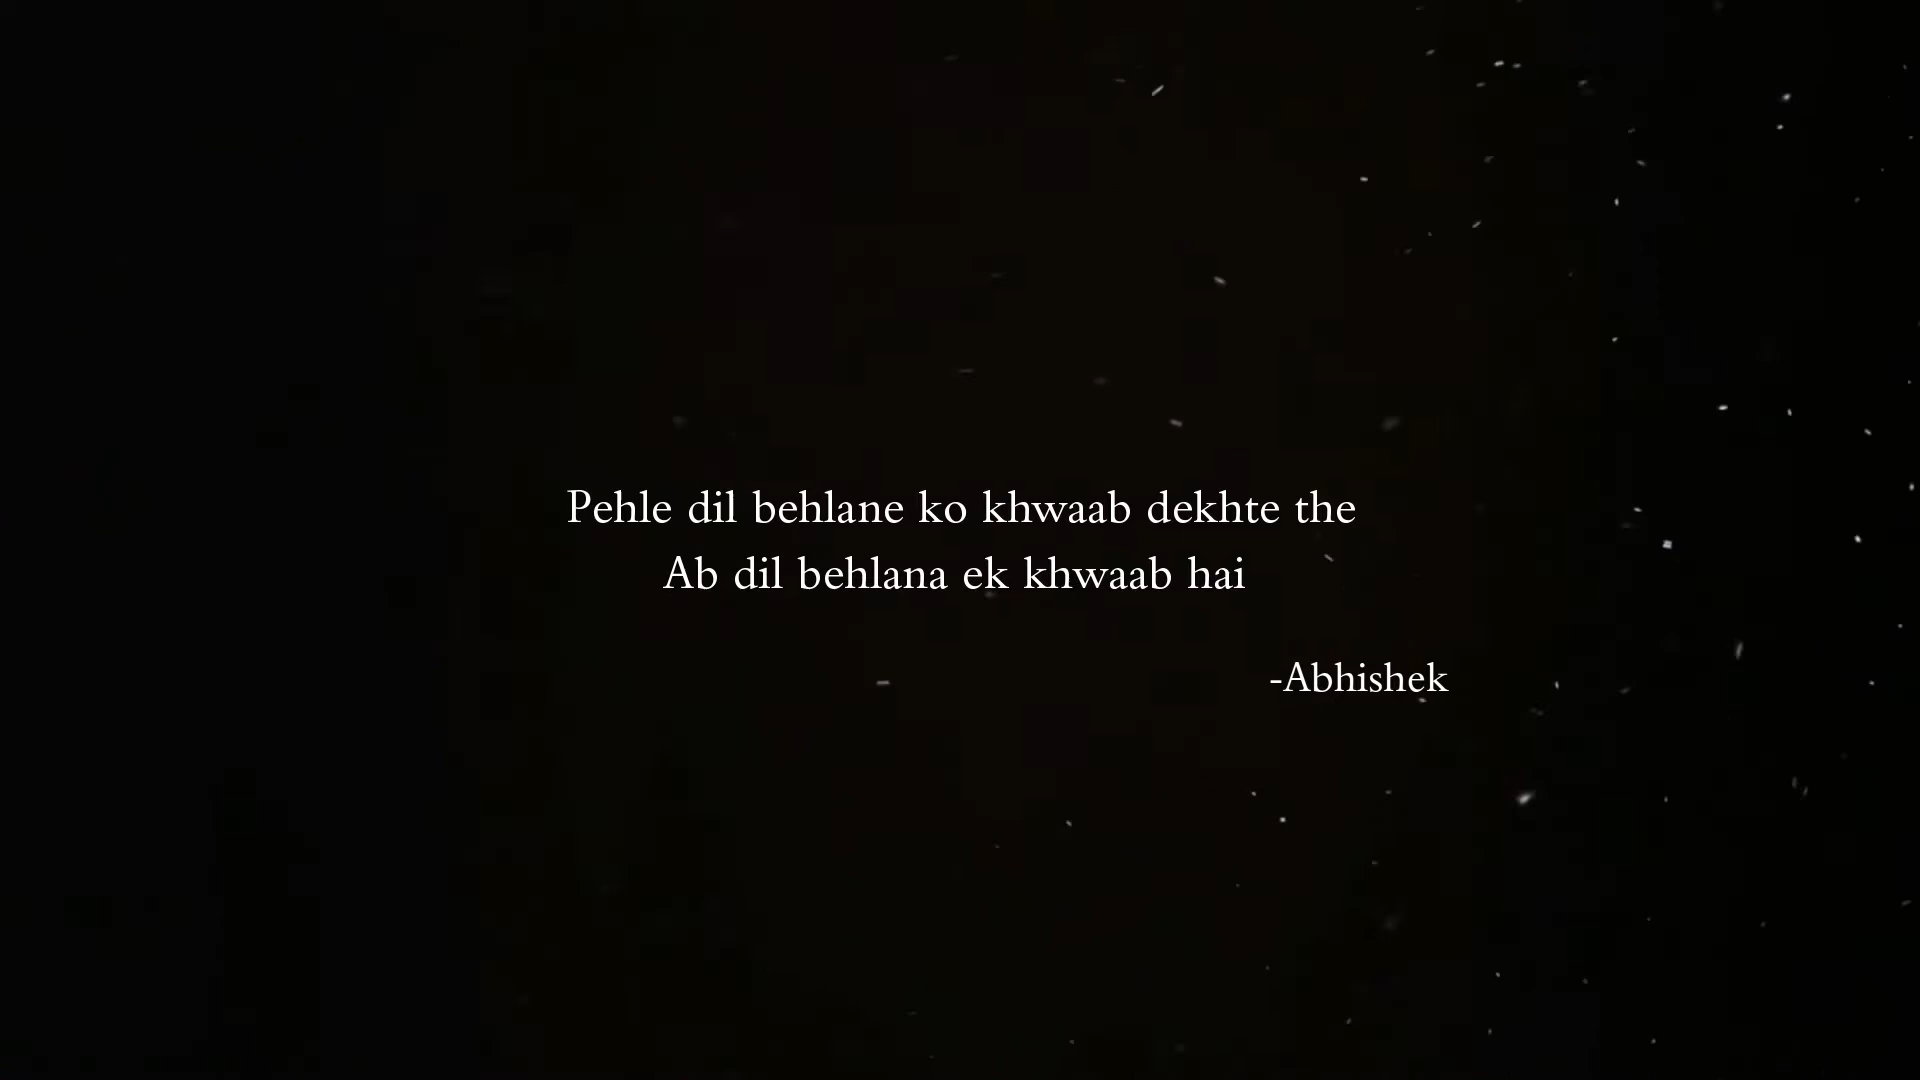 Pehle dil behlane ko khwaab dekhte the
Ab dil behlana ek khwaab hai
-Abhishek